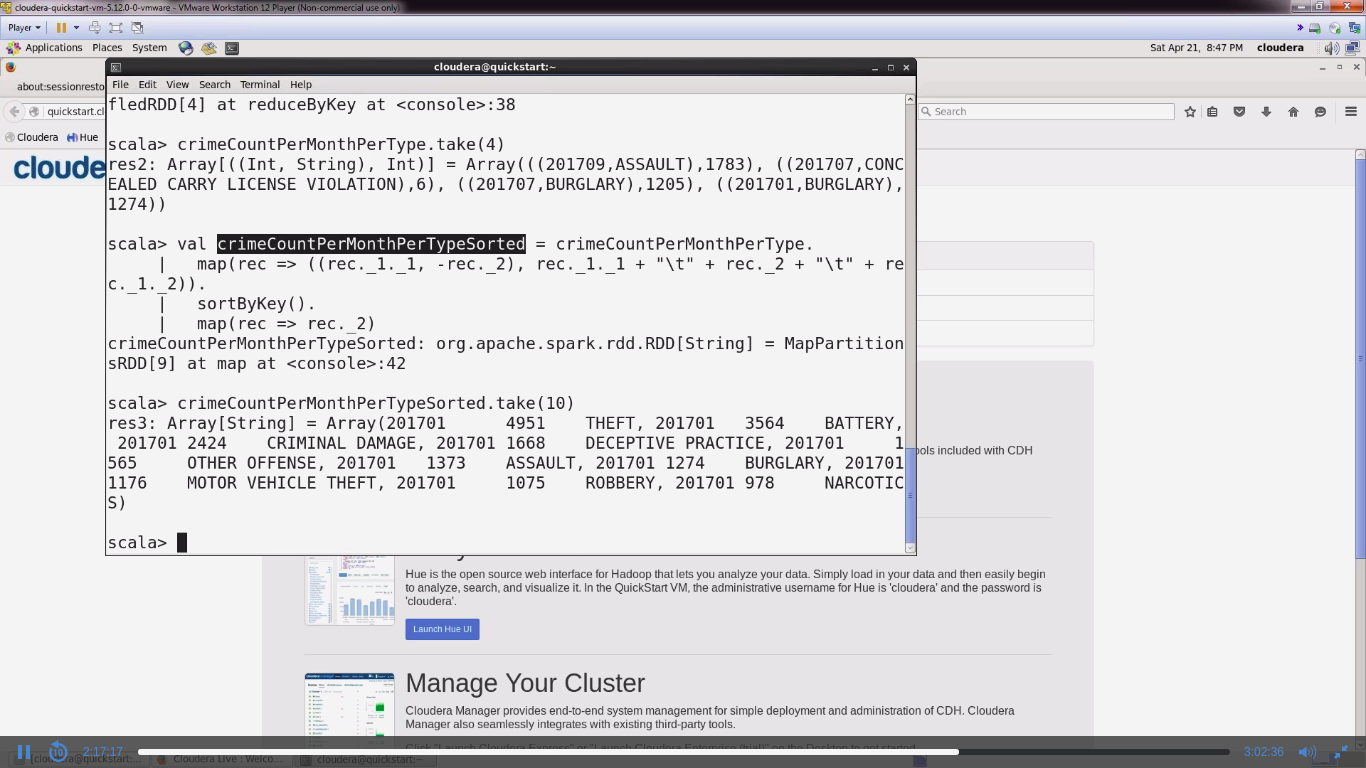 cloudera-quickstart-vm-5.12.0-0-vmware - VMware Workstation 12 Player (Non-commercial use only)
Player
Applications Places System
Sat Apr 21, 8:47 PM cloudera
cloudera@quickstart:~
about:sessionresto
File Edit View Search Terminal Help
quickstart.cl
Search
Cloudera Hue
cloude
fledRDD[4] at reduceByKey at <console>:38
scala> crimeCountPerMonthPerType.take(4)
res2: Array[((Int, String), Int)] = Array(((201709,ASSAULT),1783), ((201707,CONC
EALED CARRY LICENSE VIOLATION),6), ((201707,BURGLARY),1205), ((201701,BURGLARY),
1274))
scala> val crimeCountPerMonthPerTypeSorted = crimeCountPerMonthPerType.
| map(rec => ((rec._1._1, -rec._2), rec._1._1 + "\t" + rec._2 + "\t" + re
c._1._2)).
| sortByKey().
| map(rec => rec._2)
crimeCountPerMonthPerTypeSorted: org.apache.spark.rdd.RDD[String] = MapPartition
sRDD[9] at map at <console>:42
scala> crimeCountPerMonthPerTypeSorted.take(10)
res3: Array[String] = Array(201701 4951 THEFT, 201701 3564 BATTERY,
201701 2424 CRIMINAL DAMAGE, 201701 1668 DECEPTIVE PRACTICE, 201701 1
565 OTHER OFFENSE, 201701 1373 ASSAULT, 201701 1274 BURGLARY, 201701
1176 MOTOR VEHICLE THEFT, 201701 1075 ROBBERY, 201701 978 NARCOTIC
S)
scala>
ools included with CDH
Hue is the open source web interface for Hadoop that lets you analyze your data. Simply load in your data and then easily begin
to analyze, search, and visualize it. In the QuickStart VM, the administrative username for Hue is 'cloudera' and the password is
'cloudera'.
Launch Hue UI
Manage Your Cluster
Cloudera Manager provides end-to-end system management for simple deployment and administration of CDH. Cloudera
Manager also seamlessly integrates with existing third-party tools.
10 2:17:17 3:02:36
[cloudera@quickstart:... Cloudera Live : Welco... cloudera@quickstart:~